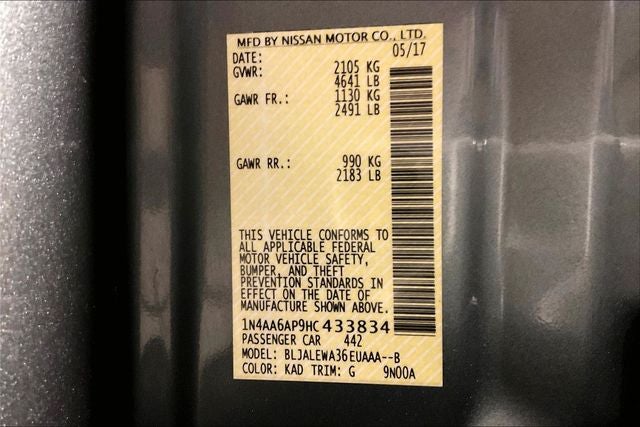 MFD BY NISSAN MOTOR CO., LTD.
DATE: 05/17
GVWR: 2105 KG
4641 LB
GAWR FR.: 1130 KG
2491 LB
GAWR RR.: 990 KG
2183 LB
THIS VEHICLE CONFORMS TO
ALL APPLICABLE FEDERAL
MOTOR VEHICLE SAFETY,
BUMPER, AND THEFT
PREVENTION STANDARDS IN
EFFECT ON THE DATE OF
MANUFACTURE SHOWN ABOVE.
1N4AA6AP9HC433834
PASSENGER CAR 442
MODEL: BLJALEWA36EUAAA--B
COLOR: KAD TRIM: G 9N00A